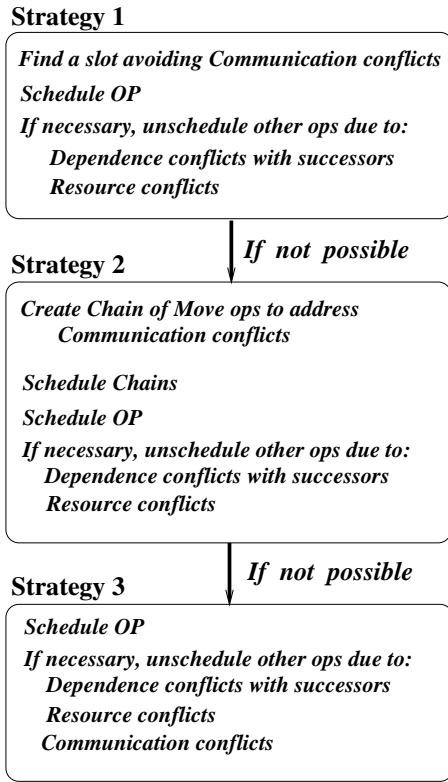 Strategy 1
Find a slot avoiding Communication conflicts
Schedule OP
If necessary, unschedule other ops due to:
Dependence conflicts with successors
Resource conflicts
If not possible
Strategy 2
Create Chain of Move ops to address
Communication conflicts
Schedule Chains
Schedule OP
If necessary, unschedule other ops due to:
Dependence conflicts with successors
Resource conflicts
If not possible
Strategy 3
Schedule OP
If necessary, unschedule other ops due to:
Dependence conflicts with successors
Resource conflicts
Communication conflicts